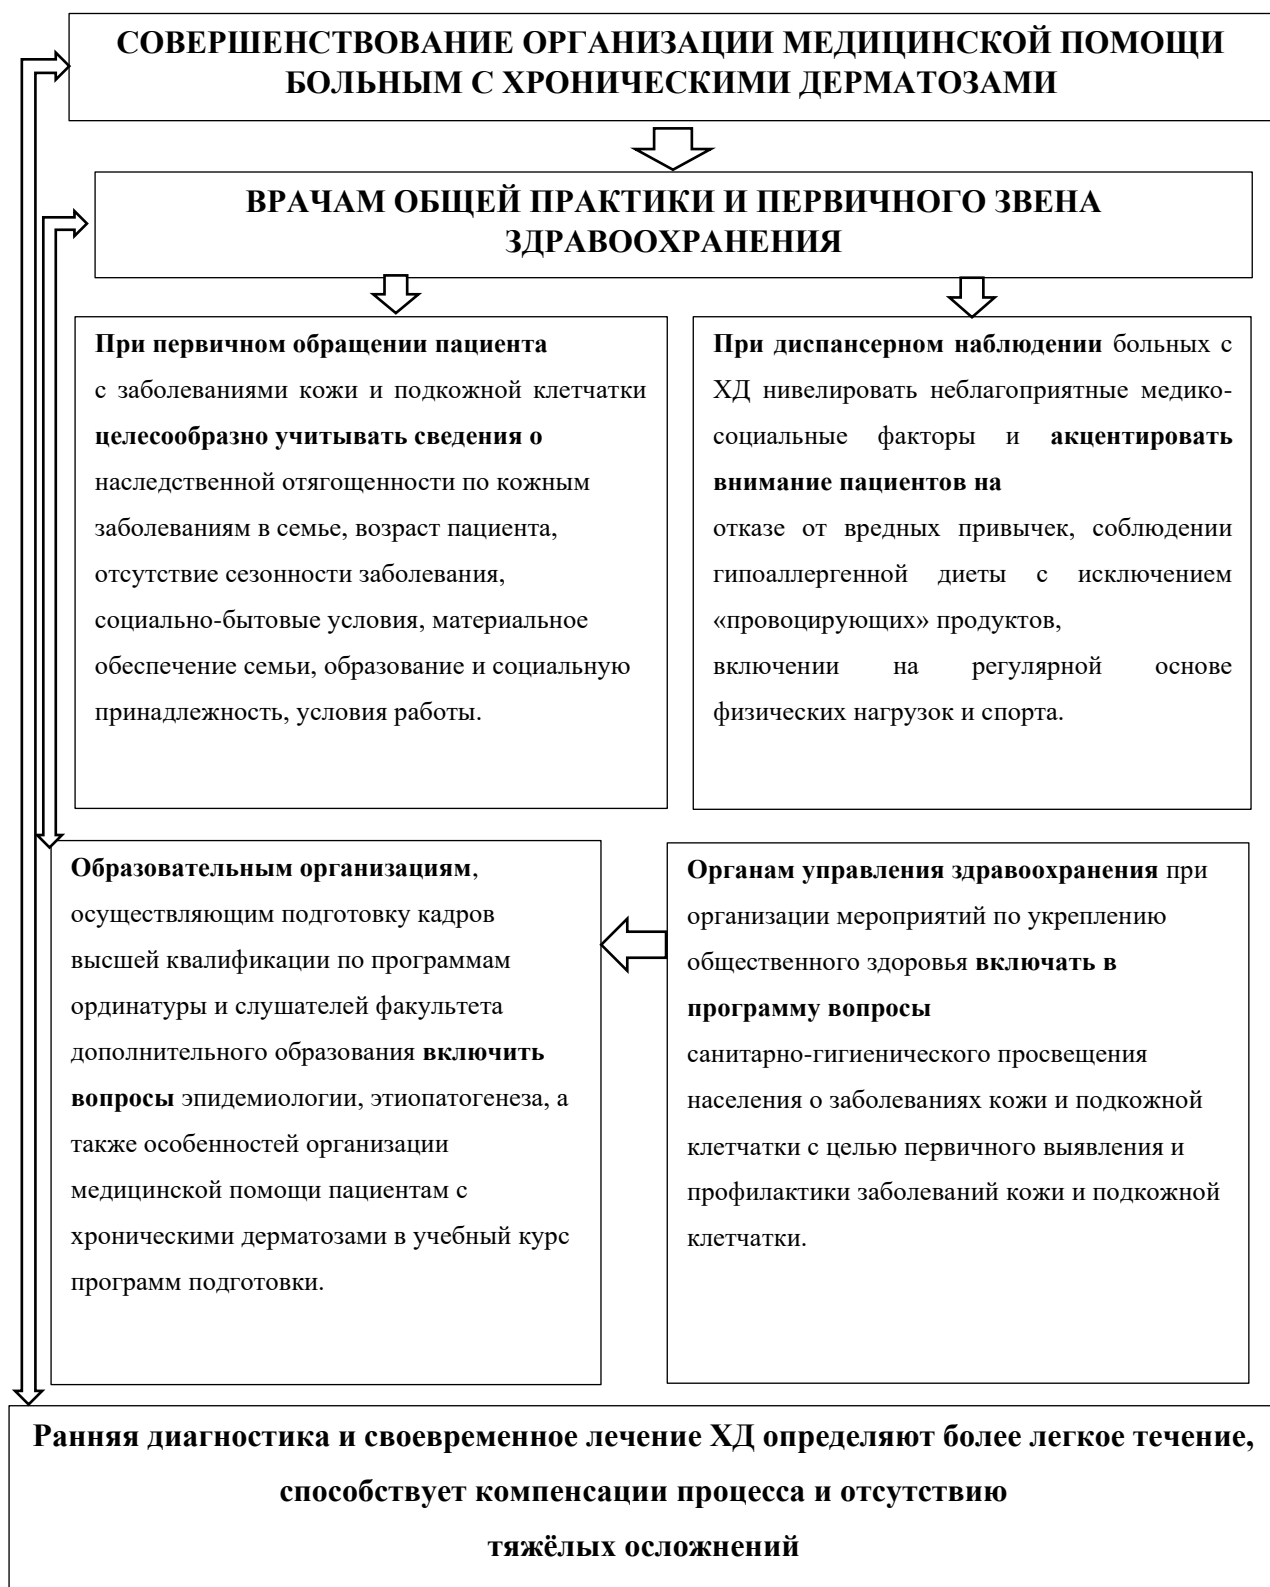 СОВЕРШЕНСТВОВАНИЕ ОРГАНИЗАЦИИ МЕДИЦИНСКОЙ ПОМОЩИ
БОЛЬНЫМ С ХРОНИЧЕСКИМИ ДЕРМАТОЗАМИ
ВРАЧАМ ОБЩЕЙ ПРАКТИКИ И ПЕРВИЧНОГО ЗВЕНА
ЗДРАВООХРАНЕНИЯ
При первичном обращении пациента
с заболеваниями кожи и подкожной клетчатки
целесообразно учитывать сведения о
наследственной отягощенности по кожным
заболеваниям в семье, возраст пациента,
отсутствие сезонности заболевания,
социально-бытовые условия, материальное
обеспечение семьи, образование и социальную
принадлежность, условия работы.
При диспансерном наблюдении больных с
ХД нивелировать неблагоприятные медико-
социальные факторы и акцентировать
внимание пациентов на
отказе от вредных привычек, соблюдении
гипоаллергенной диеты с исключением
«провоцирующих» продуктов,
включении на регулярной основе
физических нагрузок и спорта.
Образовательным организациям,
осуществляющим подготовку кадров
высшей квалификации по программам
ординатуры и слушателей факультета
дополнительного образования включить
вопросы эпидемиологии, этиопатогенеза, а
также особенностей организации
медицинской помощи пациентам с
хроническими дерматозами в учебный курс
программ подготовки.
Органам управления здравоохранения при
организации мероприятий по укреплению
общественного здоровья включать в
программу вопросы
санитарно-гигиенического просвещения
населения о заболеваниях кожи и подкожной
клетчатки с целью первичного выявления и
профилактики заболеваний кожи и подкожной
клетчатки.
Ранняя диагностика и своевременное лечение ХД определяют более легкое течение,
способствует компенсации процесса и отсутствию
тяжёлых осложнений